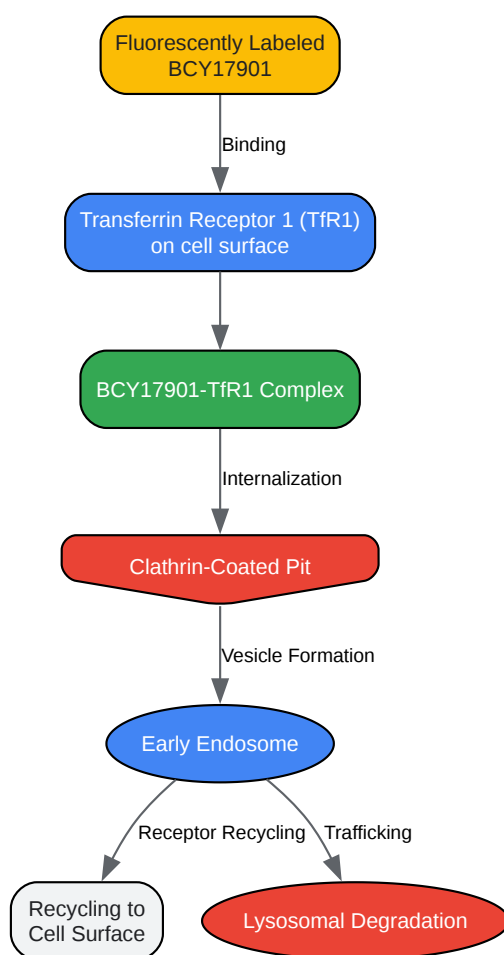 Fluorescently Labeled
BCY17901
Binding
Transferrin Receptor 1 (TfR1)
on cell surface
BCY17901-TfR1 Complex
Internalization
Clathrin-Coated Pit
Vesicle Formation
Early Endosome
Receptor Recycling
Trafficking
Recycling to
Cell Surface
Lysosomal Degradation